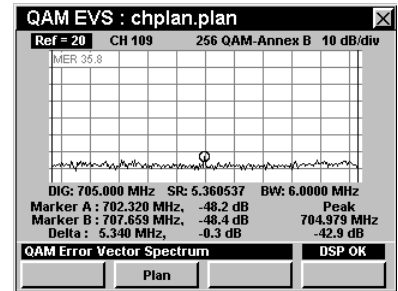 QAM EVS : chplan.plan
Ref = 20 CH 109 256 QAM-Annex B 10 dB/div
MER 35.8
DIG: 705.000 MHz SR: 5.360537 BW: 6.0000 MHz
Marker A : 702.320 MHz, -48.2 dB Peak
Marker B : 707.659 MHz, -48.4 dB 704.979 MHz
Delta : 5.340 MHz, -0.3 dB -42.9 dB
QAM Error Vector Spectrum DSP OK
Plan